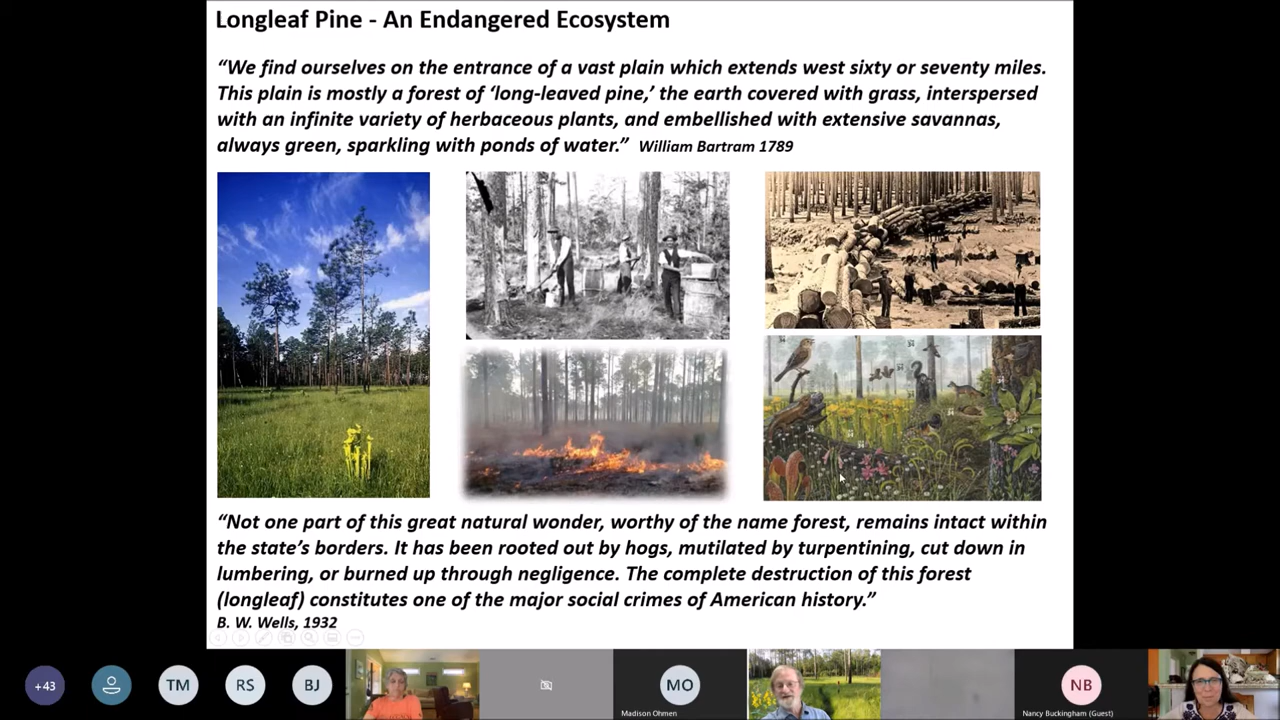 Longleaf Pine - An Endangered Ecosystem
“We find ourselves on the entrance of a vast plain which extends west sixty or seventy miles.
This plain is mostly a forest of ‘long-leaved pine,’ the earth covered with grass, interspersed
with an infinite variety of herbaceous plants, and embellished with extensive savannas,
always green, sparkling with ponds of water.” William Bartram 1789
“Not one part of this great natural wonder, worthy of the name forest, remains intact within
the state’s borders. It has been rooted out by hogs, mutilated by turpentining, cut down in
lumbering, or burned up through negligence. The complete destruction of this forest
(longleaf) constitutes one of the major social crimes of American history.”
B. W. Wells, 1932
+43
TM
RS
BJ
MO
NB
Madison Ohmen
Nancy Buckingham (Guest)